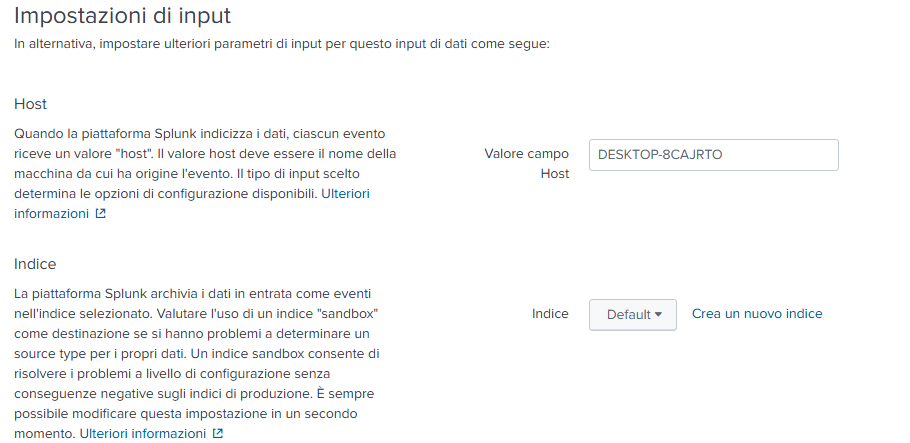 Impostazioni di input
In alternativa, impostare ulteriori parametri di input per questo input di dati come segue:
Host
Quando la piattaforma Splunk indicizza i dati, ciascun evento
riceve un valore "host". Il valore host deve essere il nome della
macchina da cui ha origine l'evento. Il tipo di input scelto
determina le opzioni di configurazione disponibili. Ulteriori
informazioni
Valore campo
Host
DESKTOP-8CAJRTO
Indice
La piattaforma Splunk archivia i dati in entrata come eventi
nell'indice selezionato. Valutare l'uso di un indice "sandbox"
come destinazione se si hanno problemi a determinare un
source type per i propri dati. Un indice sandbox consente di
risolvere i problemi a livello di configurazione senza
conseguenze negative sugli indici di produzione. È sempre
possibile modificare questa impostazione in un secondo
momento. Ulteriori informazioni
Indice
Default
Crea un nuovo indice